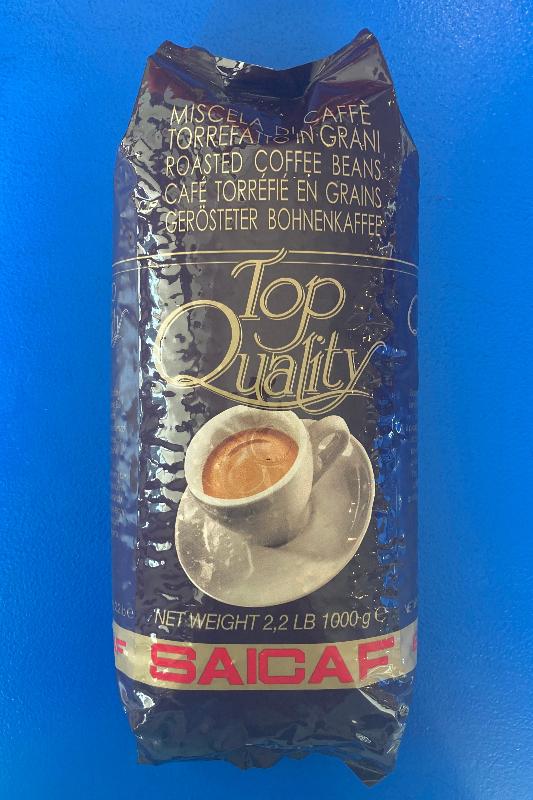 MISCELA CAFFÈ
TORREFATTO IN GRANI
ROASTED COFFEE BEANS
CAFÉ TORRÉFIÉ EN GRAINS
GERÖSTETER BOHNENKAFFEE
Top
Quality
NET WEIGHT 2,2 LB 1000 g e
SAICAF